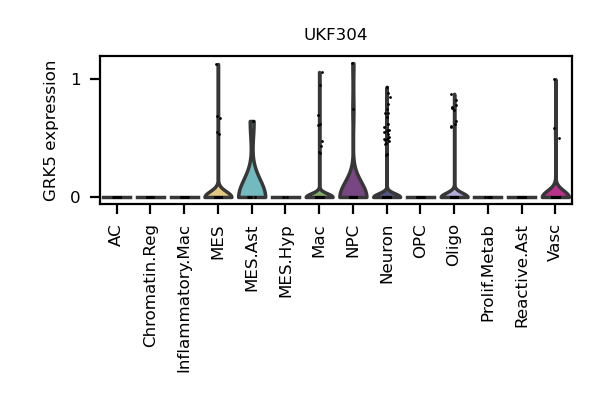 UKF304
GRK5 expression
1
0
AC
Chromatin.Reg
Inflammatory.Mac
MES
MES.Ast
MES.Hyp
Mac
NPC
Neuron
OPC
Oligo
Prolif.Metab
Reactive.Ast
Vasc